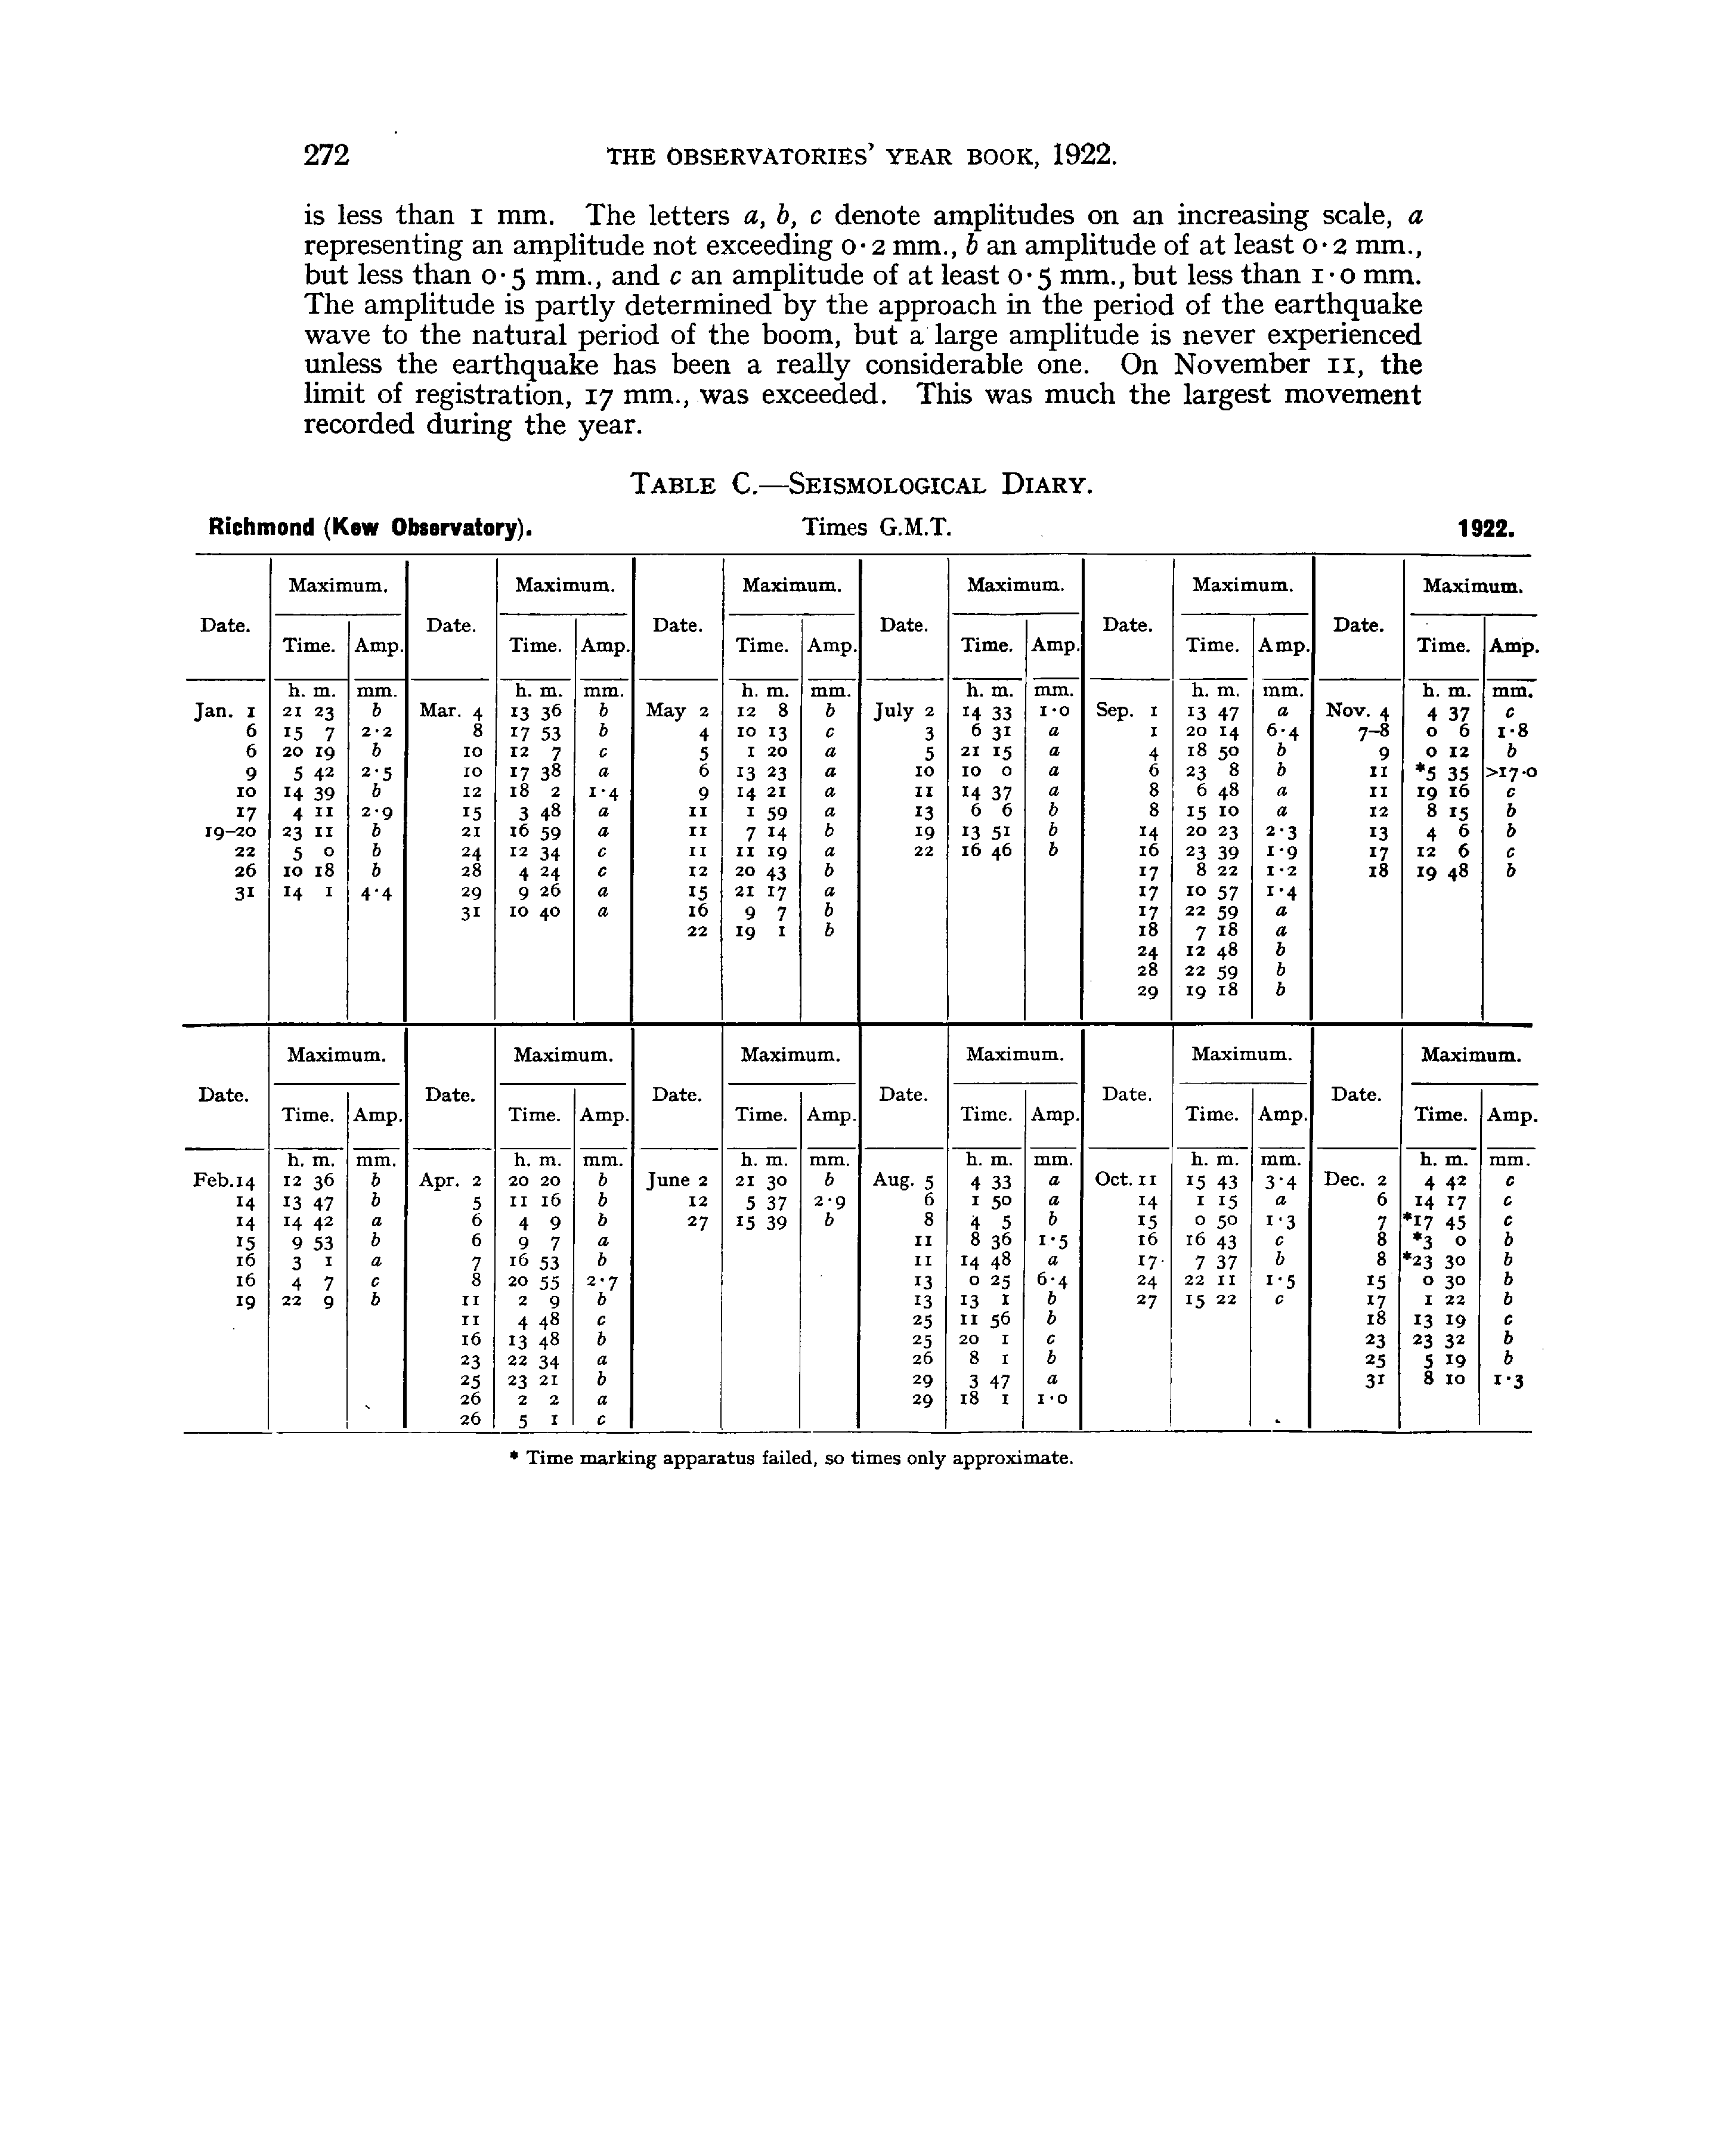 272 THE OBSERVATORIES' YEAR BOOK, 1922.
is less than 1 mm. The letters a, b, c denote amplitudes on an increasing scale, a
representing an amplitude not exceeding 0·2 mm., b an amplitude of at least 0·2 mm.,
but less than 0·5 mm., and c an amplitude of at least 0·5 mm., but less than 1·0 mm.
The amplitude is partly determined by the approach in the period of the earthquake
wave to the natural period of the boom, but a large amplitude is never experienced
unless the earthquake has been a really considerable one. On November 11, the
limit of registration, 17 mm., was exceeded. This was much the largest movement
recorded during the year.
TABLE C.—SEISMOLOGICAL DIARY.
Richmond (Kew Observatory). Times G.M.T. 1922.
Maximum. Maximum. Maximum. Maximum. Maximum. Maximum.
Date. Date. Date. Date. Date. Date.
Time. Amp. Time. Amp. Time. Amp. Time. Amp. Time. Amp. Time. Amp.
h. m. mm. h. m. mm. h. m. mm. h. m. mm. h. m. mm. h. m. mm.
Jan. 1 21 23 b Mar. 4 13 36 b May 2 12 8 b July 2 14 33 1·0 Sep. 1 13 47 a Nov. 4 4 37 c
6 15 7 2·2 8 17 53 b 4 10 13 c 3 6 31 a 1 20 14 6·4 7–8 0 6 1·8
6 20 19 b 10 12 7 c 5 1 20 a 5 21 15 a 4 18 50 b 9 0 12 b
9 5 42 2·5 10 17 38 a 6 13 23 a 10 10 0 a 6 23 8 b 11 *5 35 >17·0
10 14 39 b 12 18 2 1·4 9 14 21 a 11 14 37 a 8 6 48 a 11 19 16 c
17 4 11 2·9 15 3 48 a 11 1 59 a 13 6 6 b 8 15 10 a 12 8 15 b
19–20 23 11 b 21 16 59 a 11 7 14 b 19 13 51 b 14 20 23 2·3 13 4 6 b
22 5 0 b 24 12 34 c 11 11 19 a 22 16 46 b 16 23 39 1·9 17 12 6 c
26 10 18 b 28 4 24 c 12 20 43 b 17 8 22 1·2 18 19 48 b
31 14 1 4·4 29 9 26 a 15 21 17 a 17 10 57 1·4
31 10 40 a 16 9 7 b 17 22 59 a
22 19 1 b 18 7 18 a
24 12 48 b
28 22 59 b
29 19 18 b
Maximum. Maximum. Maximum. Maximum. Maximum. Maximum.
Date. Date. Date. Date. Date. Date.
Time. Amp. Time. Amp. Time. Amp. Time. Amp. Time. Amp. Time. Amp.
h. m. mm. h. m. mm. h. m. mm. h. m. mm. h. m. mm. h. m. mm.
Feb. 14 12 36 b Apr. 2 20 20 b June 2 21 30 b Aug. 5 4 33 a Oct. 11 15 43 3·4 Dec. 2 4 42 c
14 13 47 b 5 11 16 b 12 5 37 2·9 6 1 50 a 14 1 15 a 6 14 17 c
14 14 42 a 6 4 9 b 27 15 39 b 8 4 5 b 15 0 50 1·3 7 *17 45 c
15 9 53 b 6 9 7 a 11 8 36 1·5 16 16 43 c 8 *3 0 b
16 3 1 a 7 16 53 b 11 14 48 a 17 7 37 b 8 *23 30 b
16 4 7 c 8 20 55 2·7 13 0 25 6·4 24 22 11 1·5 15 0 30 b
19 22 9 b 11 2 9 b 13 13 1 b 27 15 22 c 17 1 22 b
11 4 48 c 25 11 56 b 18 13 19 c
16 13 48 b 25 20 1 c 23 23 32 b
23 22 34 a 26 8 1 b 25 5 19 b
25 23 21 b 29 3 47 a 31 8 10 1·3
26 2 2 a 29 18 1 1·0
26 5 1 c
* Time marking apparatus failed, so times only approximate.